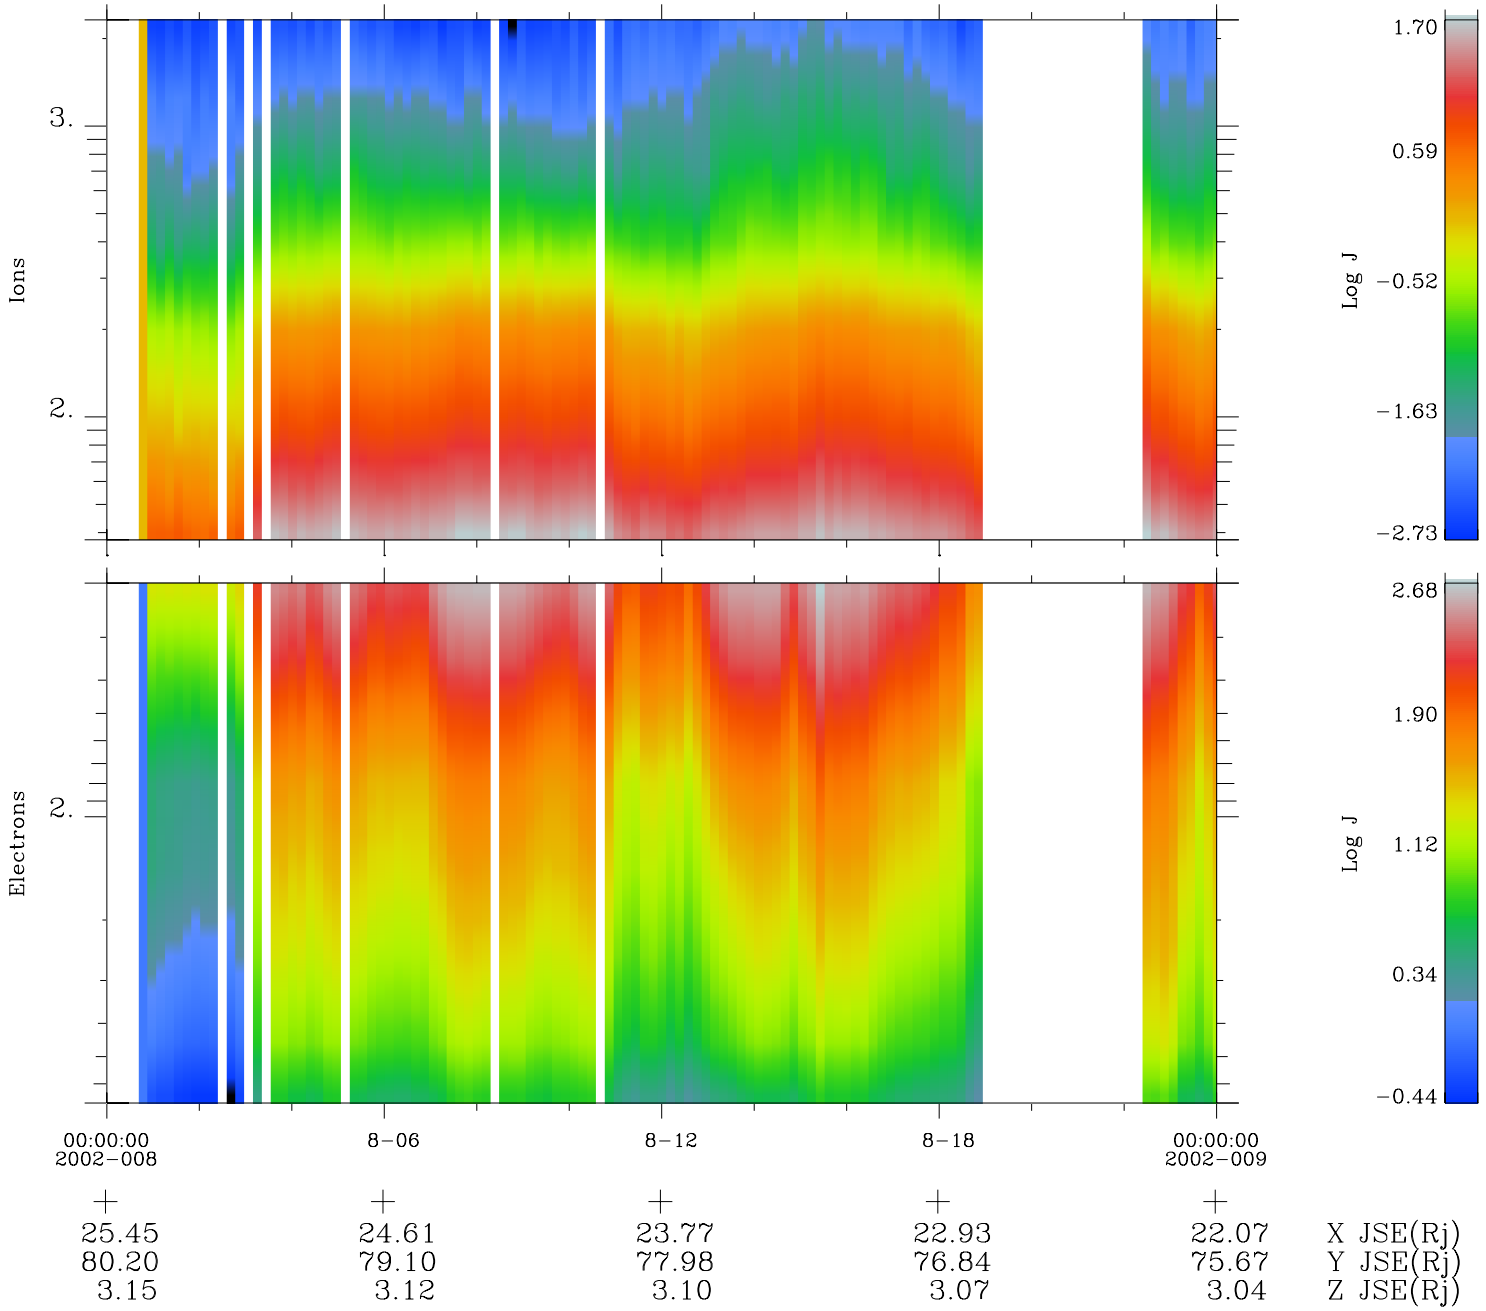 Ions
3.
2.
Log J
1.70
0.59
−0.52
−1.63
−2.73
Electrons
2.
Log J
2.68
1.90
1.12
0.34
−0.44
00:00:00 8−06 8−12 8−18 00:00:00
2002−008 2002−009
25.45 24.61 23.77 22.93 22.07 X JSE(Rj)
80.20 79.10 77.98 76.84 75.67 Y JSE(Rj)
3.15 3.12 3.10 3.07 3.04 Z JSE(Rj)